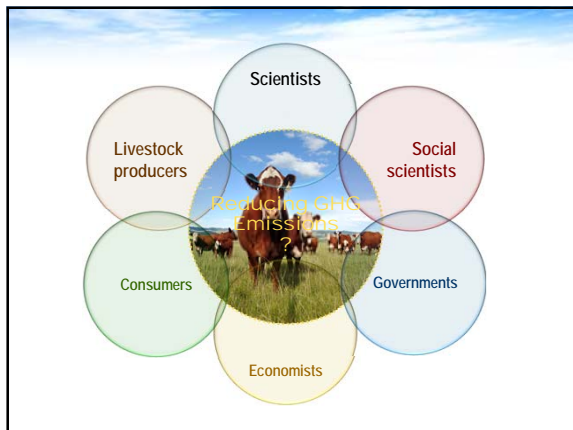 Scientists
Livestock
producers
Social
scientists
Reducing GHG
Emissions
?
Consumers
Governments
Economists